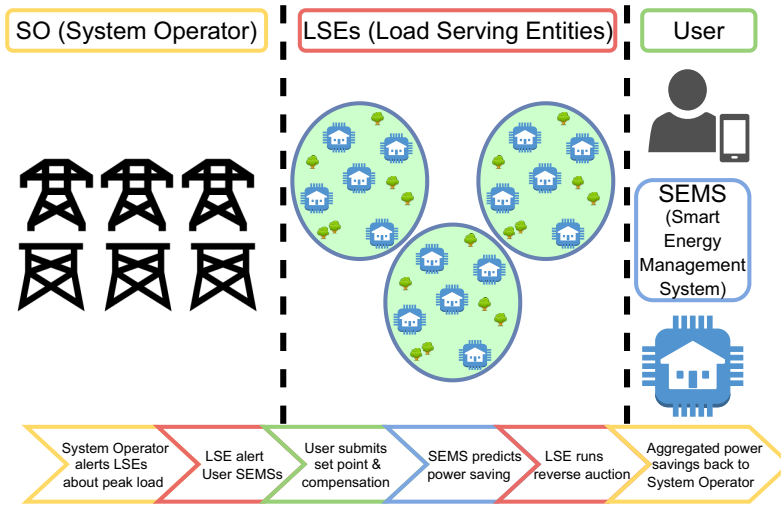 SO (System Operator)
LSEs (Load Serving Entities)
User
SEMS
(Smart
Energy
Management
System)
System Operator
alerts LSEs
about peak load
LSE alert
User SEMSs
User submits
set point &
compensation
SEMS predicts
power saving
LSE runs
reverse auction
Aggregated power
savings back to
System Operator